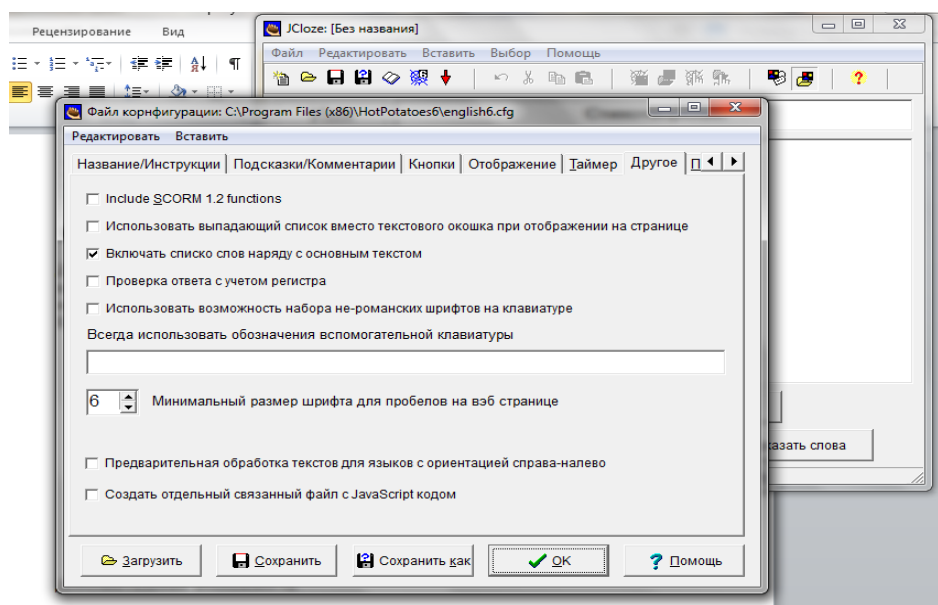 Рецензирование Вид
JCloze: [Без названия]
Файл Редактировать Вставить Выбор Помощь
Файл корнфигурации: C:\Program Files (x86)\HotPotatoes6\english6.cfg
Редактировать Вставить
Название/Инструкции Подсказки/Комментарии Кнопки Отображение Таймер Другое
Include SCORM 1.2 functions
Использовать выпадающий список вместо текстового окошка при отображении на странице
Включать списко слов наряду с основным текстом
Проверка ответа с учетом регистра
Использовать возможность набора не-романских шрифтов на клавиатуре
Всегда использовать обозначения вспомогательной клавиатуры
6 Минимальный размер шрифта для пробелов на вэб странице
казать слова
Предварительная обработка текстов для языков с ориентацией справа-налево
Создать отдельный связанный файл с JavaScript кодом
Загрузить Сохранить Сохранить как OK Помощь